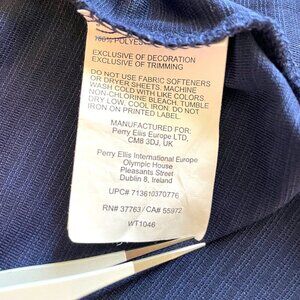 100% POLYES
EXCLUSIVE OF DECORATION
EXCLUSIVE OF TRIMMING
DO NOT USE FABRIC SOFTENERS
OR DRYER SHEETS. MACHINE
WASH COLD WITH LIKE COLORS,
NON-CHLORINE BLEACH. TUMBLE
DRY LOW, COOL IRON. DO NOT
IRON ON PRINTED LABEL.
MANUFACTURED FOR:
Perry Ellis Europe LTD,
CM8 3DJ, UK
Perry Ellis International Europe
Olympic House
Pleasants Street
Dublin 8, Ireland
UPC# 713610370776
RN# 37763 / CA# 55972
WT1046